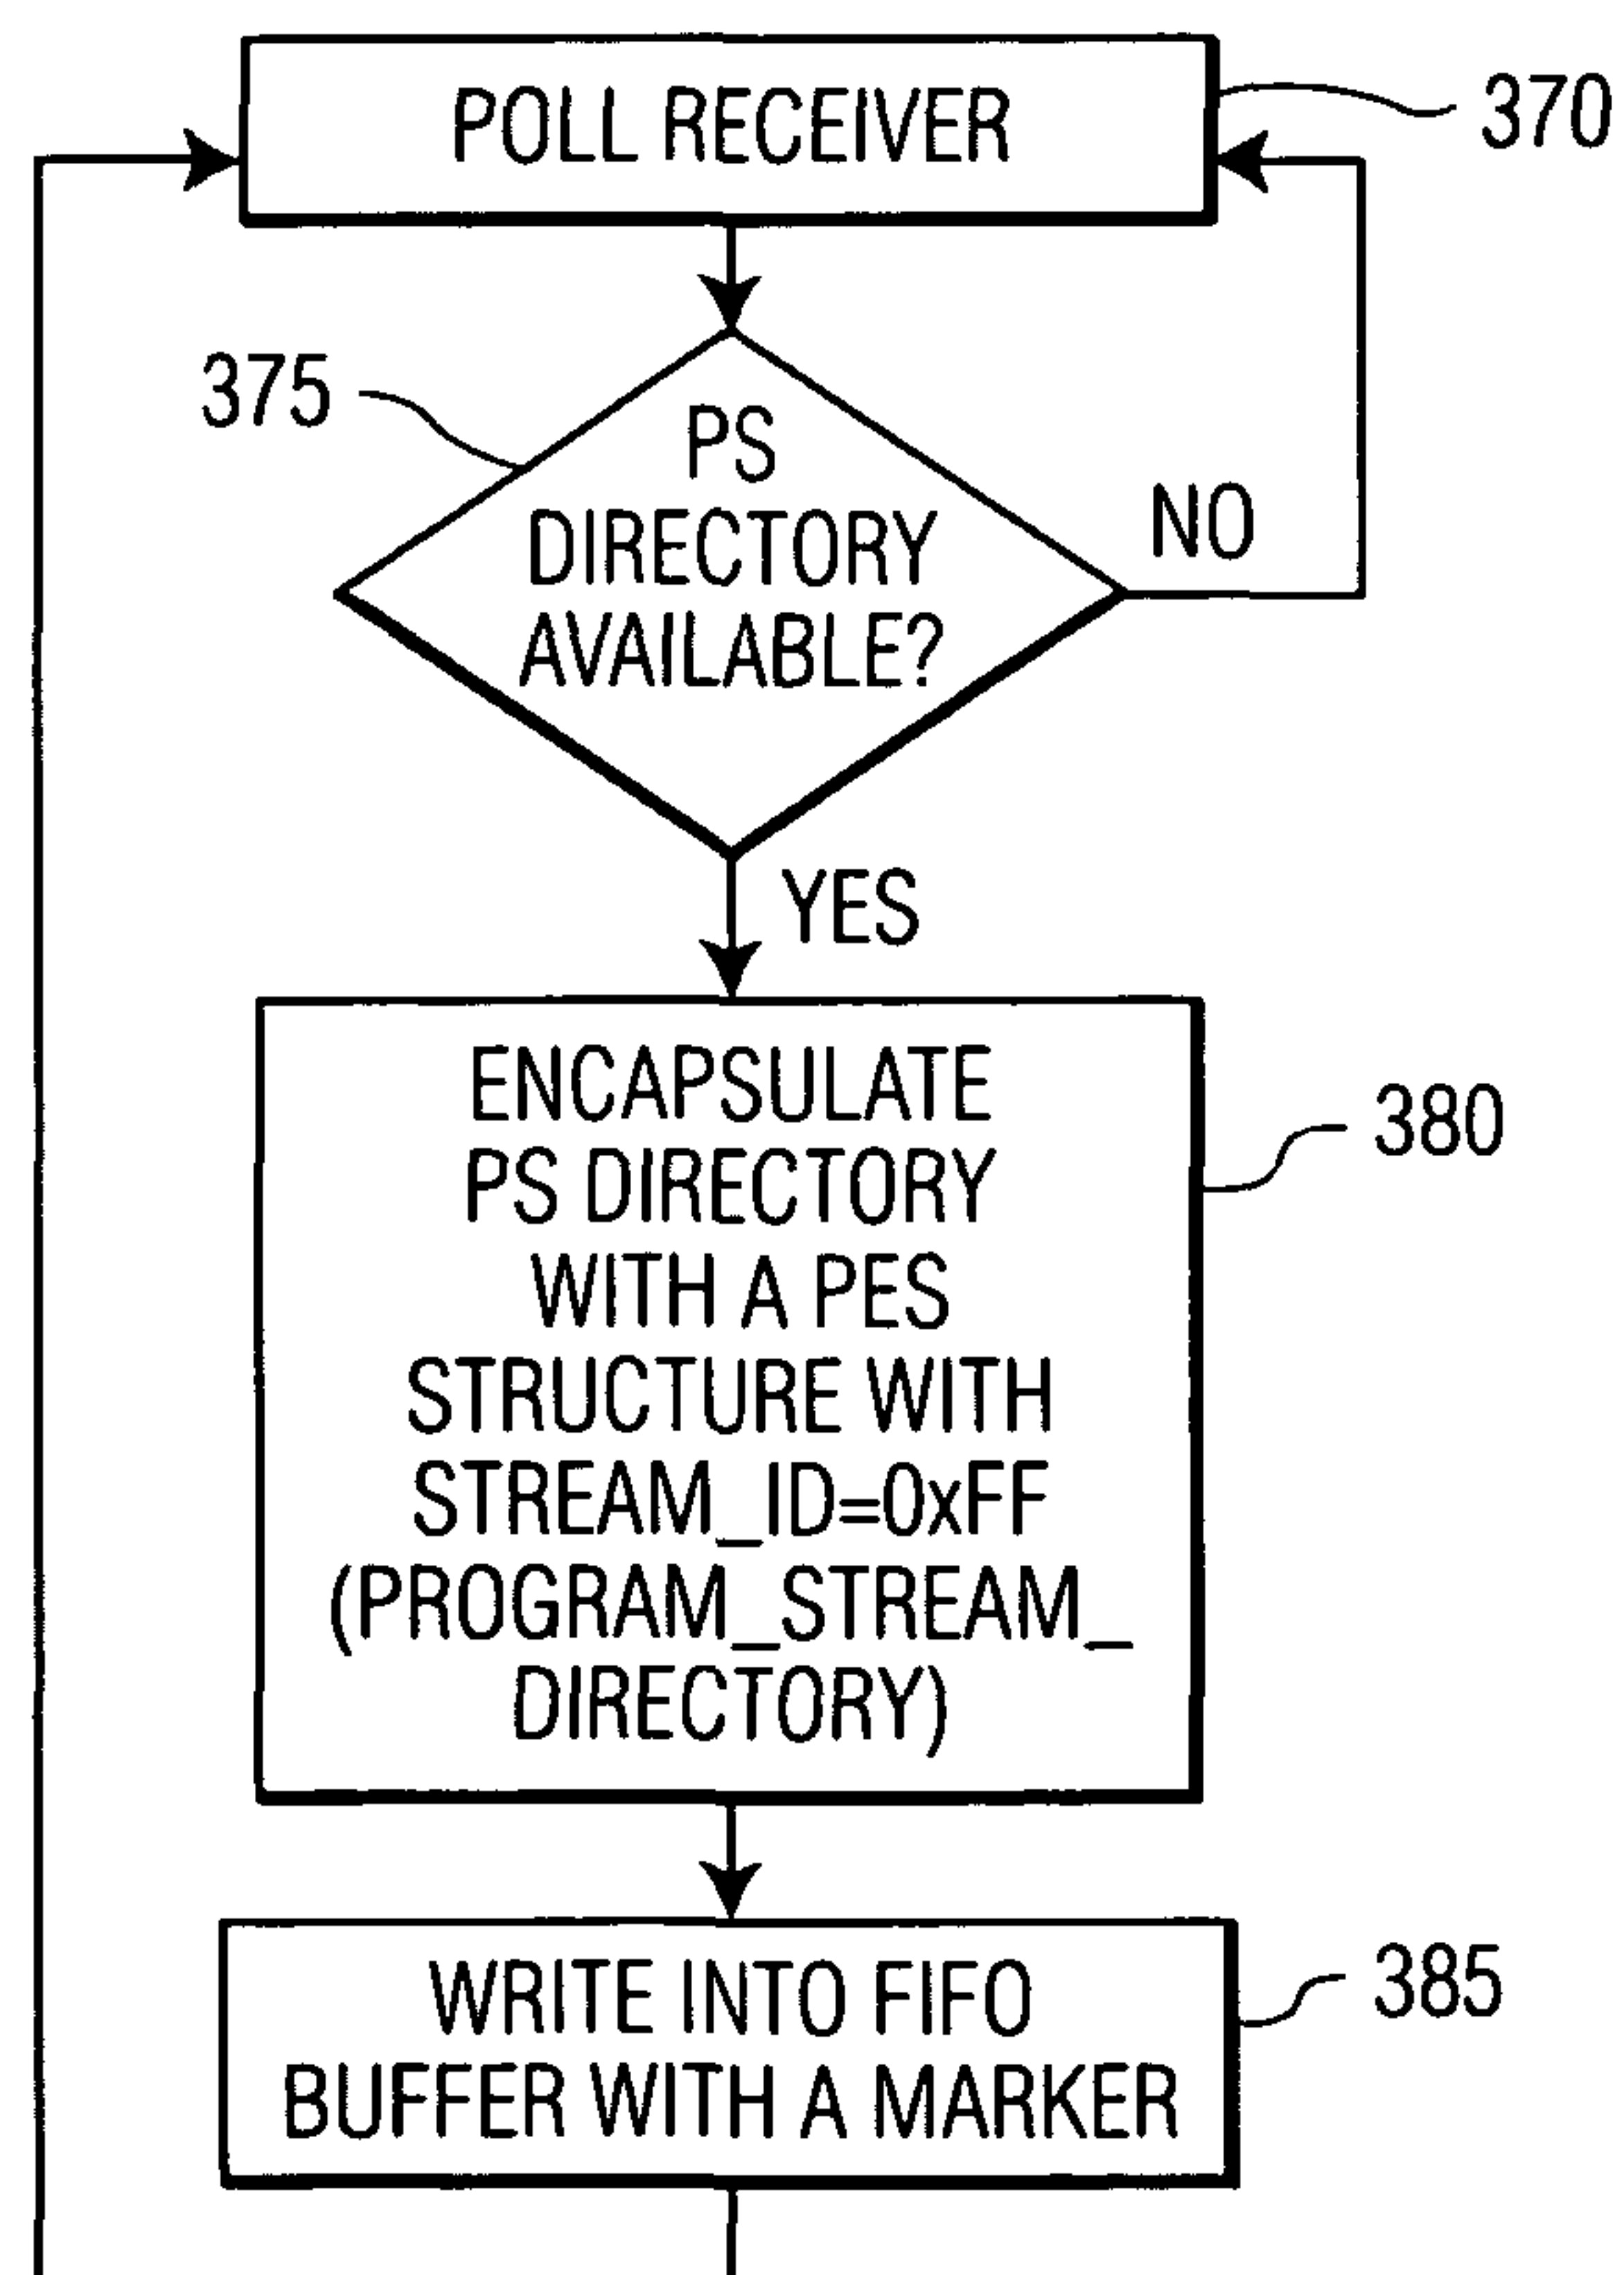 POLL RECEIVER
370
375
PS
DIRECTORY
AVAILABLE?
NO
YES
ENCAPSULATE
PS DIRECTORY
WITH A PES
STRUCTURE WITH
STREAM_ID=0xFF
(PROGRAM_STREAM_
DIRECTORY)
380
WRITE INTO FIFO
BUFFER WITH A MARKER
385